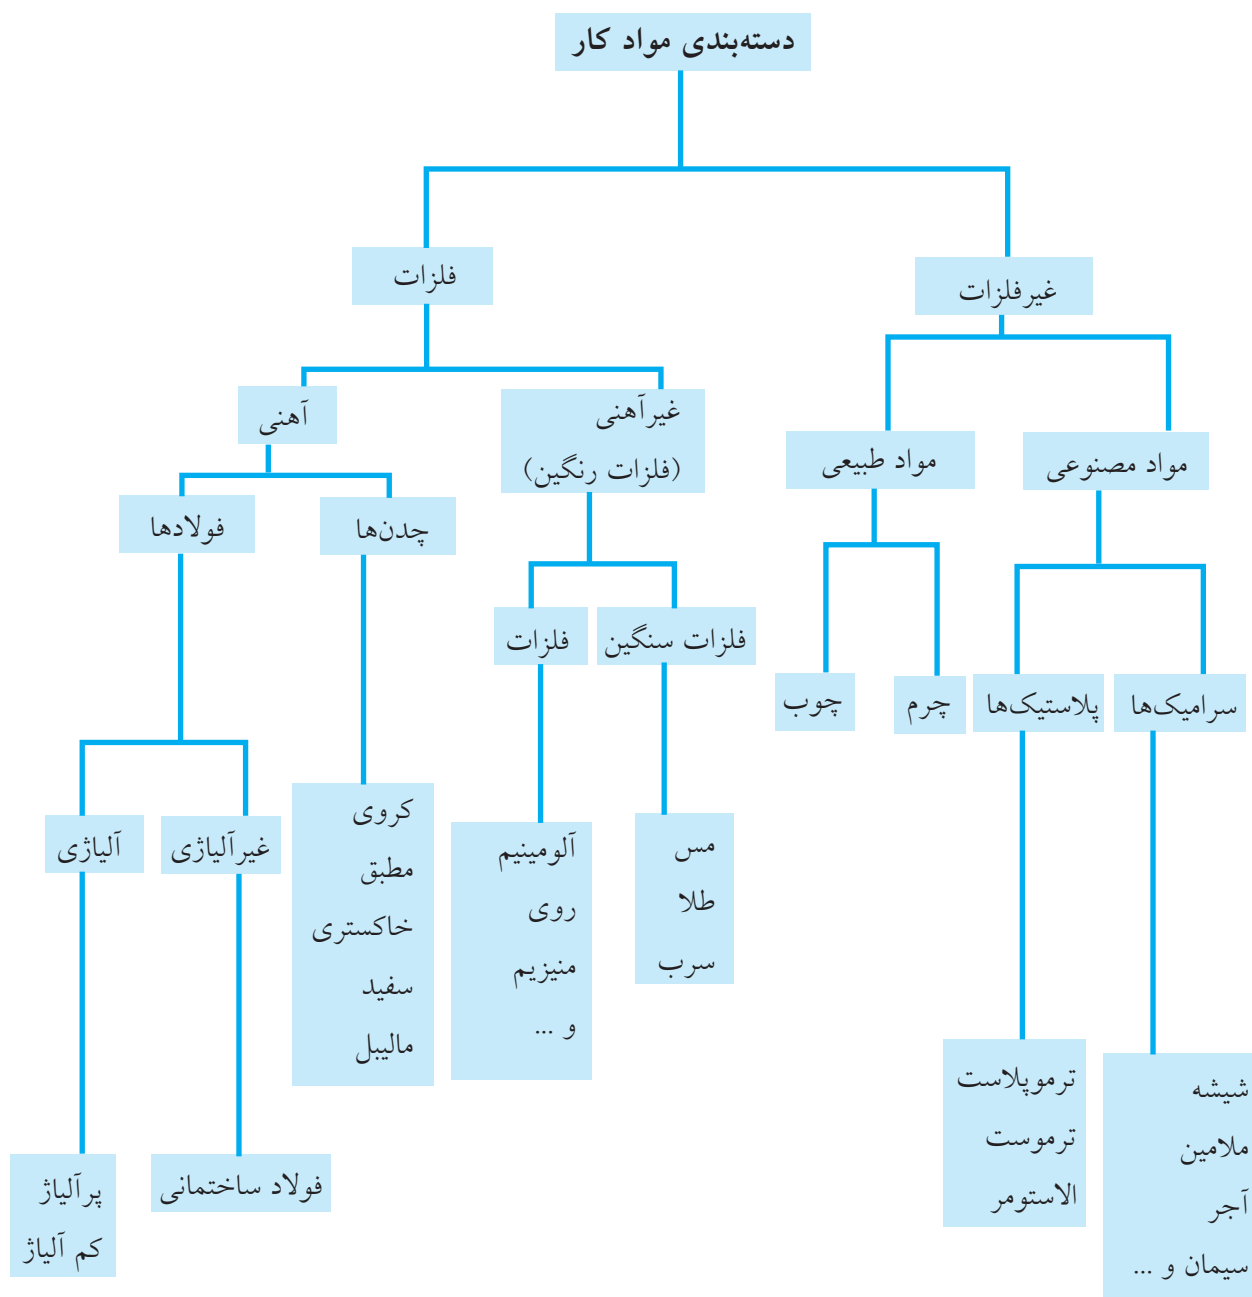 دسته‌بندی مواد کار
غیرفلزات
فلزات
مواد مصنوعی
مواد طبیعی
غیرآهنی
(فلزات رنگین)
آهنی
سرامیک‌ها
پلاستیک‌ها
چرم
چوب
فلزات سنگین
فلزات
چدن‌ها
فولادها
شیشه
ملامین
آجر
سیمان و ...
ترموپلاست
ترموست
الاستومر
مس
طلا
سرب
آلومینیم
روی
منیزیم
و ...
کروی
مطبق
خاکستری
سفید
مالیبل
غیرآلیاژی
آلیاژی
فولاد ساختمانی
پرآلیاژ
کم آلیاژ